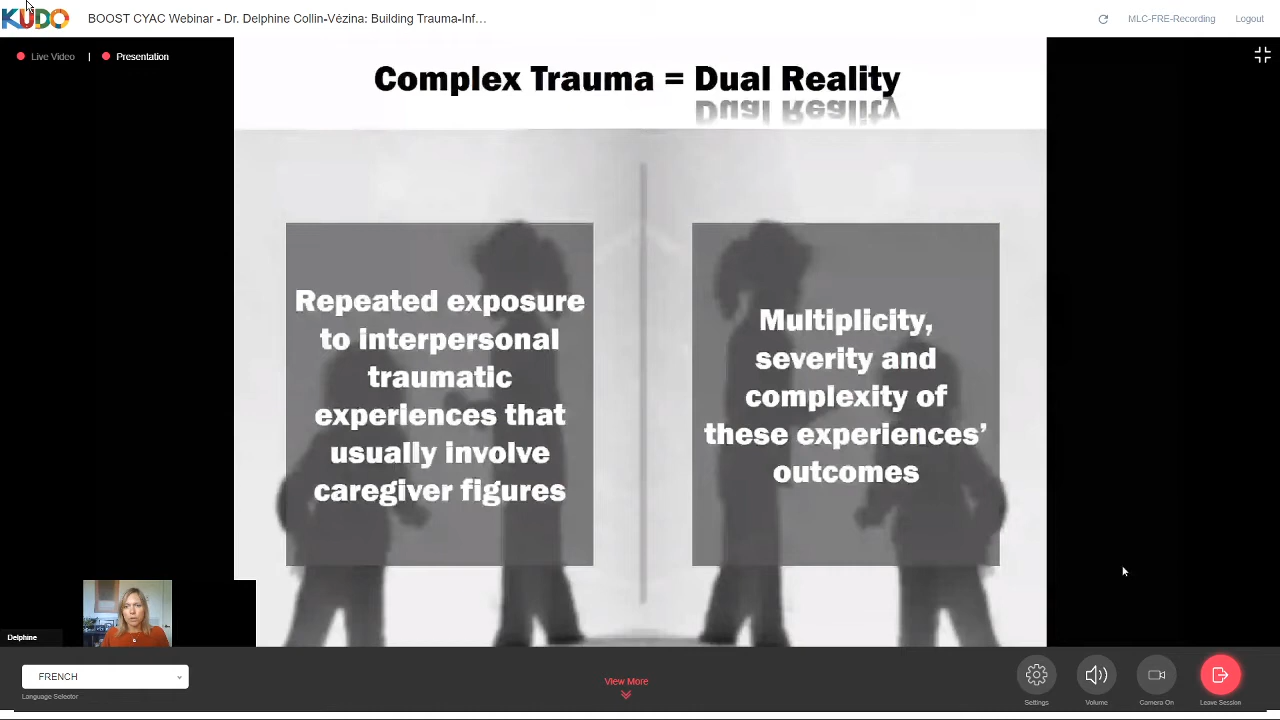 KUDO
BOOST CYAC Webinar - Dr. Delphine Collin-Vézina: Building Trauma-Inf...
MLC-FRE-Recording
Logout
Live Video | Presentation
Complex Trauma = Dual Reality
Repeated exposure
to interpersonal
traumatic
experiences that
usually involve
caregiver figures
Multiplicity,
severity and
complexity of
these experiences’
outcomes
Delphine
FRENCH
Language Selector
View More
Settings
Volume
Camera On
Leave Session